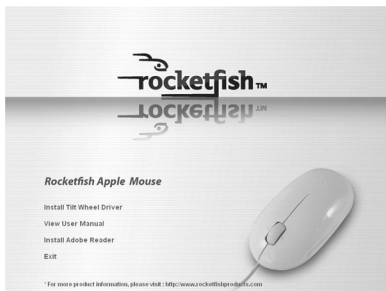 rocketfish™
Rocketfish Apple Mouse
Install Tilt Wheel Driver
View User Manual
Install Adobe Reader
Exit
* For more product information, please visit : http://www.rocketfishproducts.com